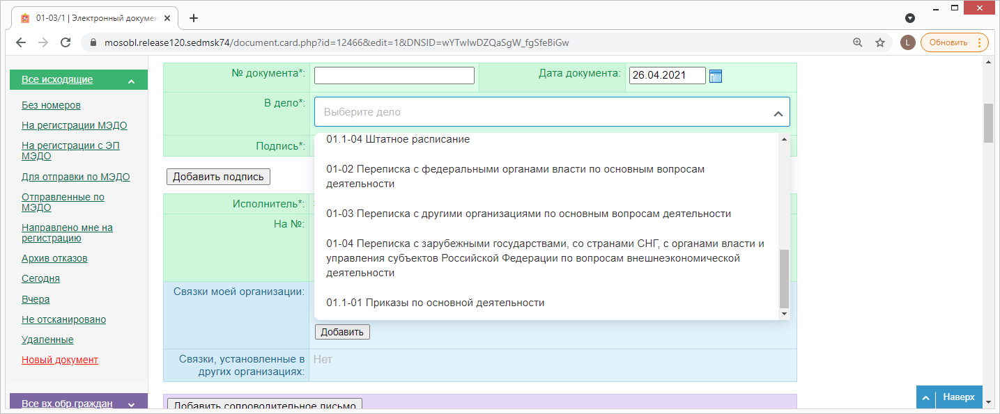 01-03/1 | Электронный докумен
mosobl.release120.sedmsk74/document.card.php?id=12466&edit=1&DNSID=wYTwIwDZQaSgW_fgSfeBiGw
L
Обновить
Все исходящие
Без номеров
На регистрации МЭДО
На регистрации с ЭП
МЭДО
Для отправки по МЭДО
Отправленные по
МЭДО
Направлено мне на
регистрацию
Архив отказов
Сегодня
Вчера
Не отсканировано
Удаленные
Новый документ
Все вх.обр.граждан
№ документа*:
Дата документа: 26.04.2021
В дело*: Выберите дело
Подпись*:
01.1-04 Штатное расписание
01-02 Переписка с федеральными органами власти по основным вопросам
деятельности
01-03 Переписка с другими организациями по основным вопросам деятельности
01-04 Переписка с зарубежными государствами, со странами СНГ, с органами власти и
управления субъектов Российской Федерации по вопросам внешнеэкономической
деятельности
01.1-01 Приказы по основной деятельности
Добавить подпись
Исполнитель*:
На №:
Связки моей организации:
Добавить
Связки, установленные в
других организациях:
Нет
Добавить сопроводительное письмо
Наверх